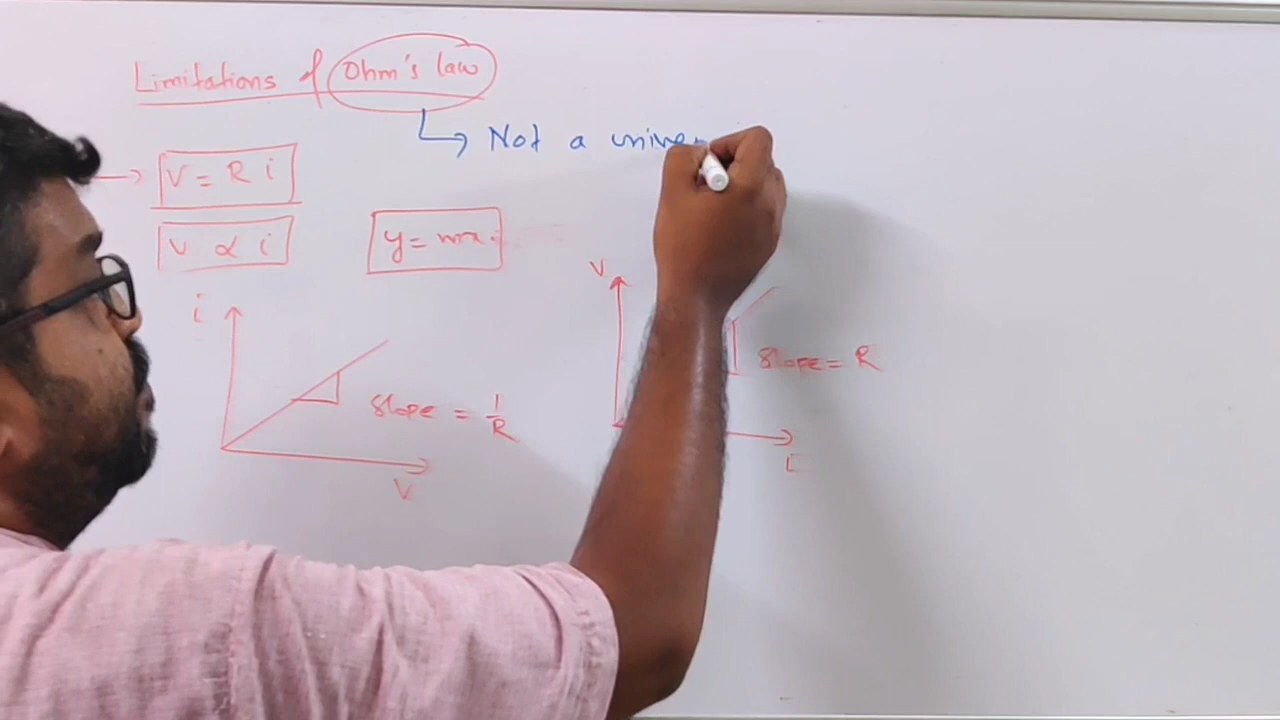 Limitations of Ohm's law
Not a unive
V = R i
V ∝ i
y = mx
i
Slope = 1/R
V
V
Slope = R
i